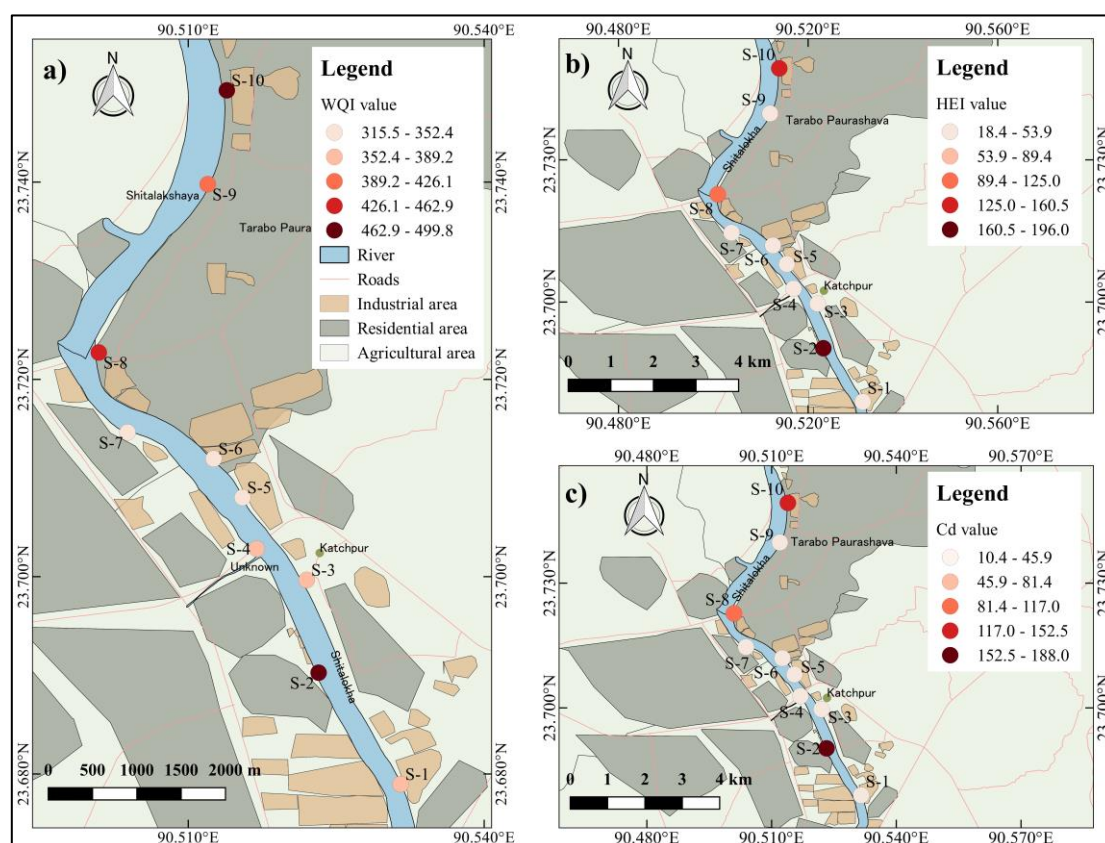 90.510°E 90.540°E
a)
N
S-10
Legend
WQI value
315.5 - 352.4
352.4 - 389.2
389.2 - 426.1
426.1 - 462.9
462.9 - 499.8
River
Roads
Industrial area
Residential area
Agricultural area
23.740°N 23.740°N
S-9
Shitalakshaya
Tarabo Paura
S-8
23.720°N 23.720°N
S-7
S-6
S-5
S-4
Katchpur
Unknown
S-3
23.700°N 23.700°N
S-2
Shitalokha
S-1
23.680°N 23.680°N
0 500 1000 1500 2000 m
90.510°E 90.540°E
90.480°E 90.520°E 90.560°E
b)
N
S-10
Legend
HEI value
18.4 - 53.9
53.9 - 89.4
89.4 - 125.0
125.0 - 160.5
160.5 - 196.0
S-9
Tarabo Paurashava
Shitalokha
23.730°N 23.730°N
S-8
S-7
S-6
S-5
S-4
Katchpur
S-3
23.700°N 23.700°N
S-2
S-1
0 1 2 3 4 km
90.480°E 90.520°E 90.560°E
90.480°E 90.510°E 90.540°E 90.570°E
c)
N
S-10
Legend
Cd value
10.4 - 45.9
45.9 - 81.4
81.4 - 117.0
117.0 - 152.5
152.5 - 188.0
S-9
Tarabo Paurashava
Shitalokha
23.730°N 23.730°N
S-8
S-7
S-6
S-5
S-4
Katchpur
S-3
23.700°N 23.700°N
S-2
S-1
0 1 2 3 4 km
90.480°E 90.510°E 90.540°E 90.570°E